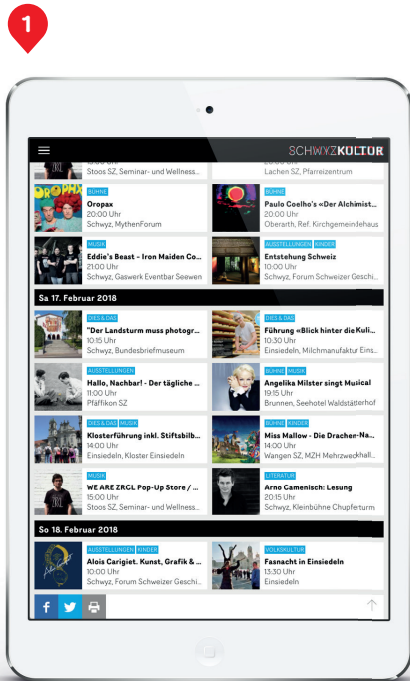 1
SCHWYZKULTUR
Stoos SZ, Seminar- und Wellness...
Lachen SZ, Pfarreizentrum
BÜHNE
Oropax
20:00 Uhr
Schwyz, MythenForum
BÜHNE
Paulo Coelho's «Der Alchimist...
20:00 Uhr
Oberarth, Ref. Kirchgemeindehaus
MUSIK
Eddie's Beast - Iron Maiden Co...
21:00 Uhr
Schwyz, Gaswerk Eventbar Seewen
AUSSTELLUNGEN KINDER
Entstehung Schweiz
10:00 Uhr
Schwyz, Forum Schweizer Geschi...
Sa 17. Februar 2018
DIES & DAS
"Der Landsturm muss photogr...
10:15 Uhr
Schwyz, Bundesbriefmuseum
DIES & DAS
Führung «Blick hinter die Kuli...
10:30 Uhr
Einsiedeln, Milchmanufaktur Eins...
AUSSTELLUNGEN
Hallo, Nachbar! - Der tägliche ...
11:00 Uhr
Pfäffikon SZ
BÜHNE MUSIK
Angelika Milster singt Musical
19:15 Uhr
Brunnen, Seehotel Waldstätterhof
DIES & DAS MUSIK
Klosterführung inkl. Stiftsbilb...
14:00 Uhr
Einsiedeln, Kloster Einsiedeln
BÜHNE KINDER
Miss Mallow - Die Drachen-Na...
14:00 Uhr
Wangen SZ, MZH Mehrzweckhall...
MUSIK
WE ARE ZRGL Pop-Up Store / ...
15:00 Uhr
Stoos SZ, Seminar- und Wellness...
LITERATUR
Arno Camenisch: Lesung
20:15 Uhr
Schwyz, Kleinbühne Chupferturm
So 18. Februar 2018
AUSSTELLUNGEN KINDER
Alois Carigiet. Kunst, Grafik & ...
10:00 Uhr
Schwyz, Forum Schweizer Geschi...
VOLKSKULTUR
Fasnacht in Einsiedeln
13:30 Uhr
Einsiedeln